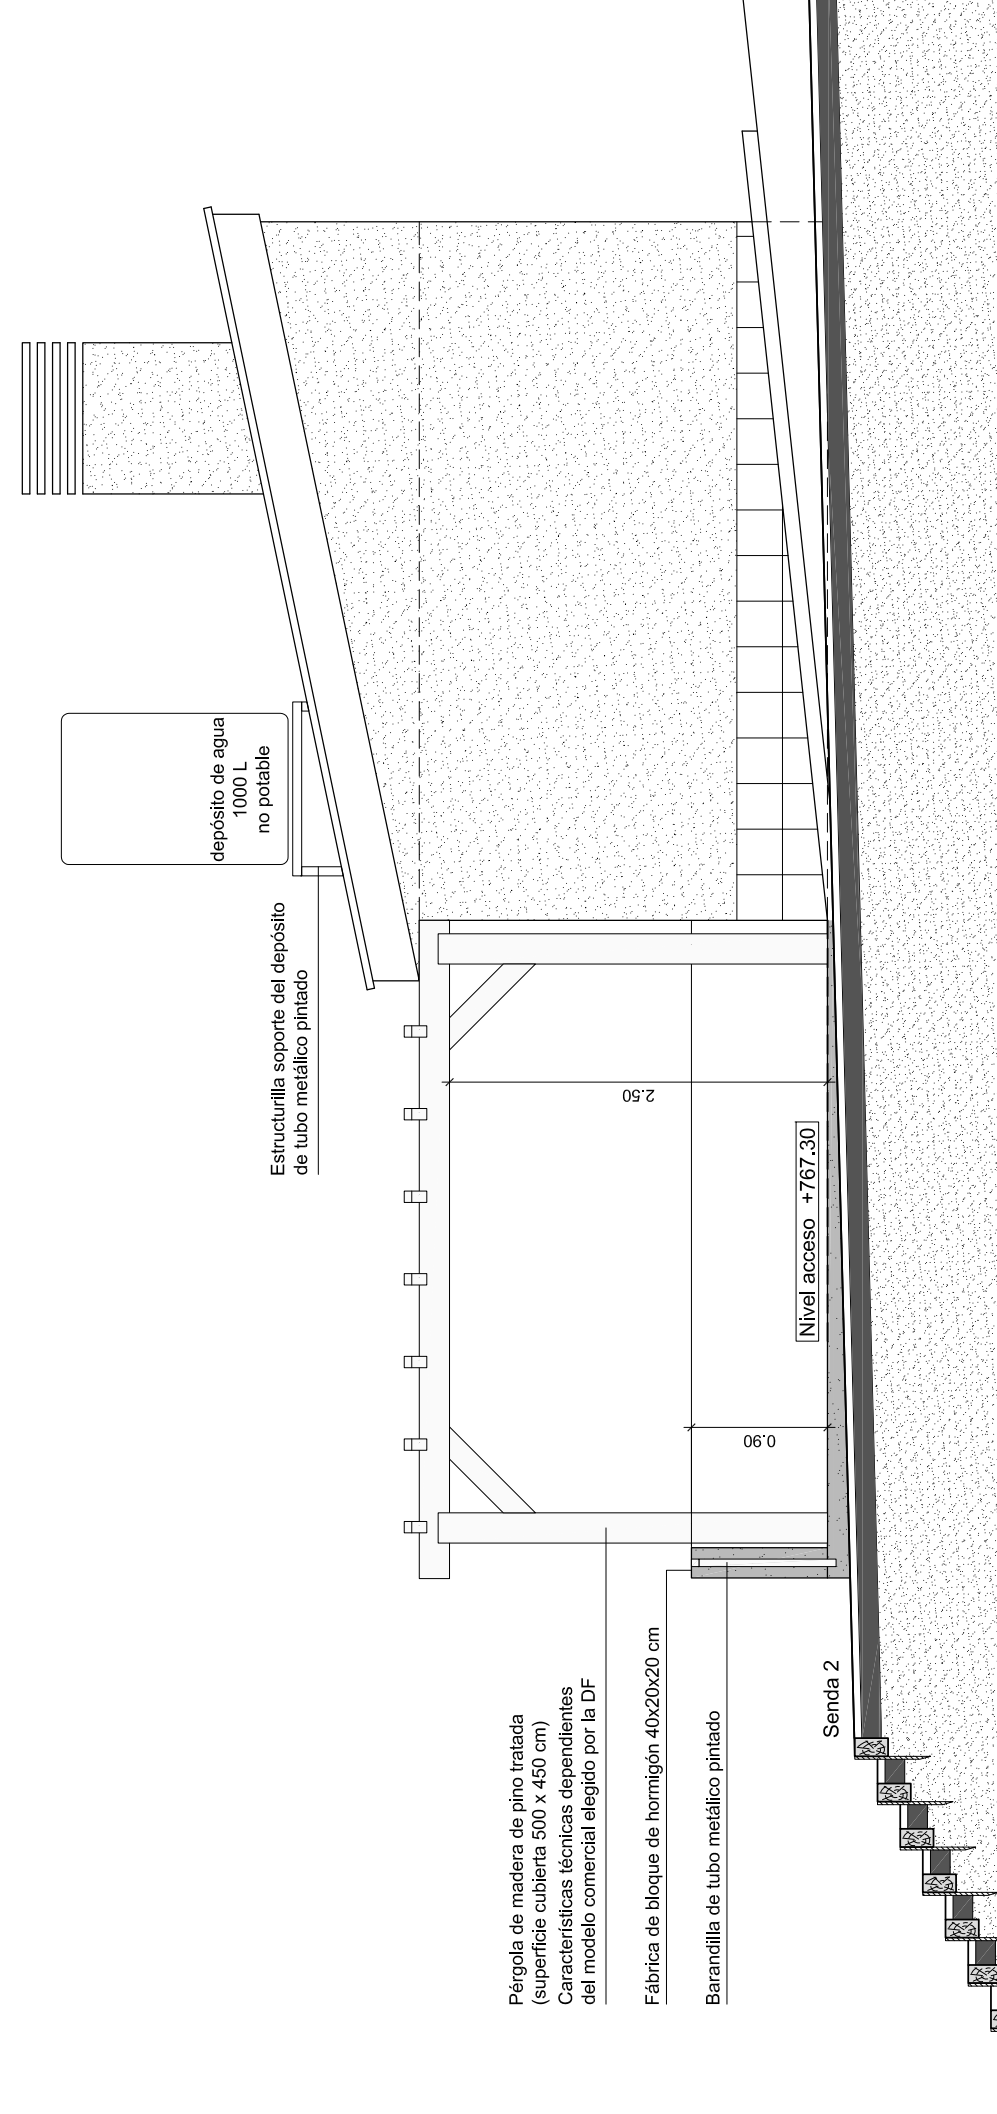 depósito de agua
1000 L
no potable
Estructurilla soporte del depósito
de tubo metálico pintado
2.50
Nivel acceso +767.30
0.90
Pérgola de madera de pino tratada
(superficie cubierta 500 x 450 cm)
Características técnicas dependientes
del modelo comercial elegido por la DF
Fábrica de bloque de hormigón 40x20x20 cm
Barandilla de tubo metálico pintado
Senda 2